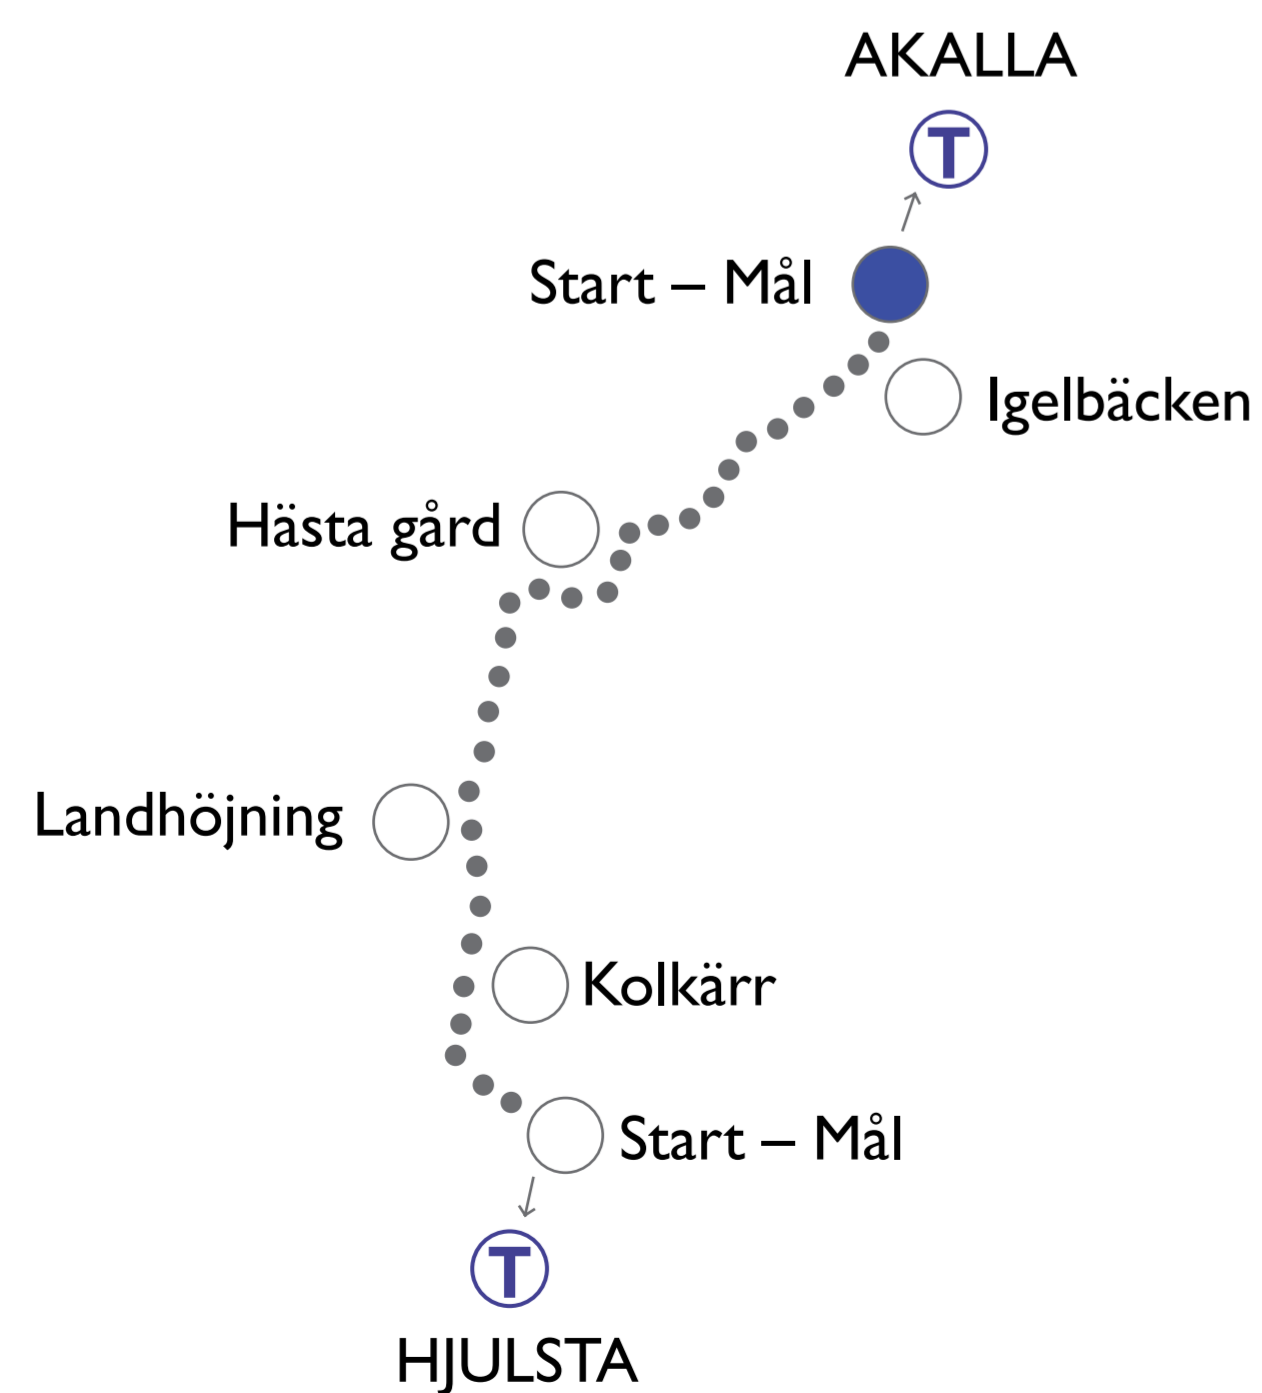 AKALLA
T
Start – Mål
Igelbäcken
Hästa gård
Landhöjning
Kolkärr
Start – Mål
T
HJULSTA